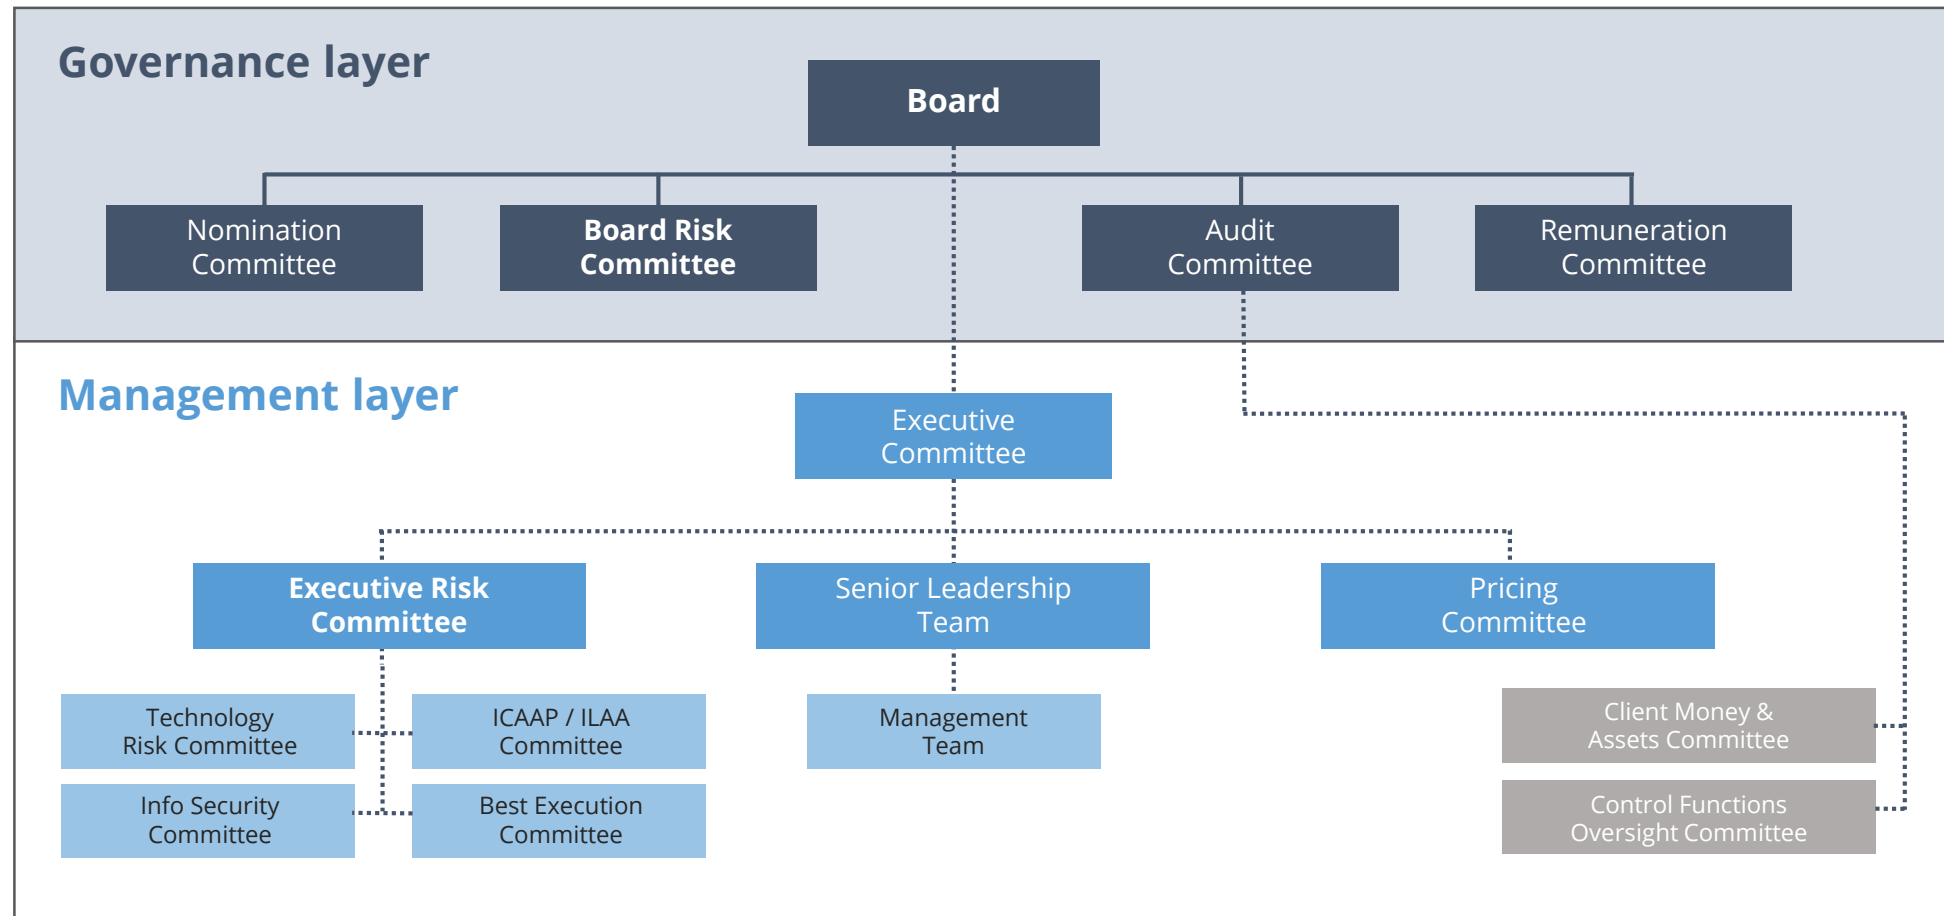 Governance layer
Board
Nomination
Committee
Board Risk
Committee
Audit
Committee
Remuneration
Committee
Management layer
Executive
Committee
Executive Risk
Committee
Senior Leadership
Team
Pricing
Committee
Technology
Risk Committee
ICAAP / ILAA
Committee
Management
Team
Client Money &
Assets Committee
Info Security
Committee
Best Execution
Committee
Control Functions
Oversight Committee